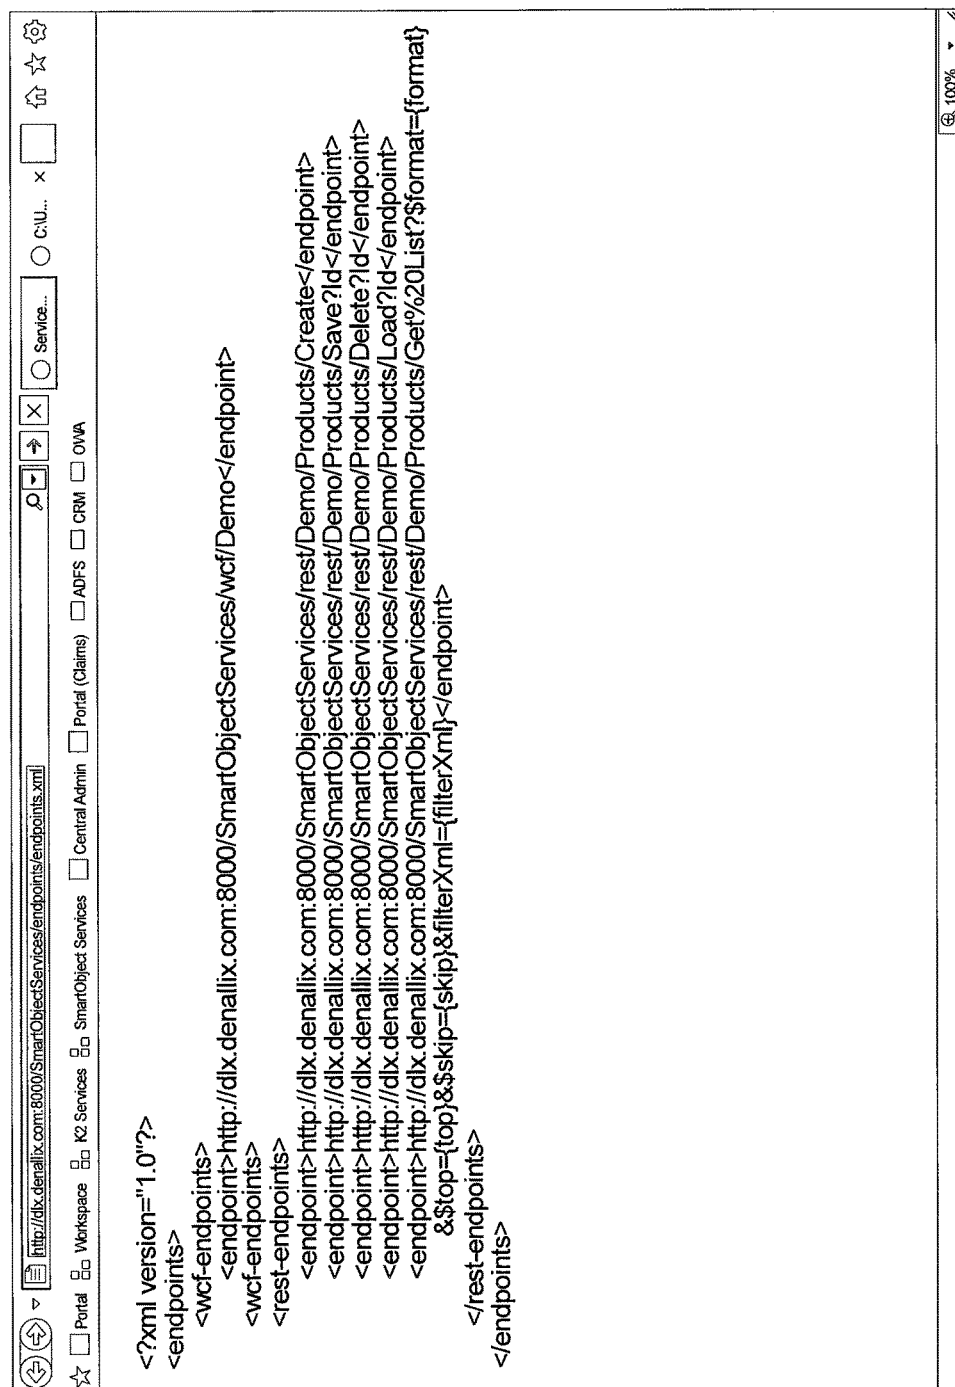 http://dlx.denallix.com:8000/SmartObjectServices/endpoints/endpoints.xml
Service...
C:\U... ×
Portal Workspace K2 Services SmartObject Services Central Admin Portal (Claims) ADFS CRM OWA
<?xml version="1.0"?>
<endpoints>
<wcf-endpoints>
<endpoint>http://dlx.denallix.com:8000/SmartObjectServices/wcf/Demo</endpoint>
<wcf-endpoints>
<rest-endpoints>
<endpoint>http://dlx.denallix.com:8000/SmartObjectServices/rest/Demo/Products/Create</endpoint>
<endpoint>http://dlx.denallix.com:8000/SmartObjectServices/rest/Demo/Products/Save?Id</endpoint>
<endpoint>http://dlx.denallix.com:8000/SmartObjectServices/rest/Demo/Products/Delete?Id</endpoint>
<endpoint>http://dlx.denallix.com:8000/SmartObjectServices/rest/Demo/Products/Load?Id</endpoint>
<endpoint>http://dlx.denallix.com:8000/SmartObjectServices/rest/Demo/Products/Get%20List?$format={format}
&$top={top}&$skip={skip}&filterXml={filterXml}</endpoint>
</rest-endpoints>
</endpoints>
100%